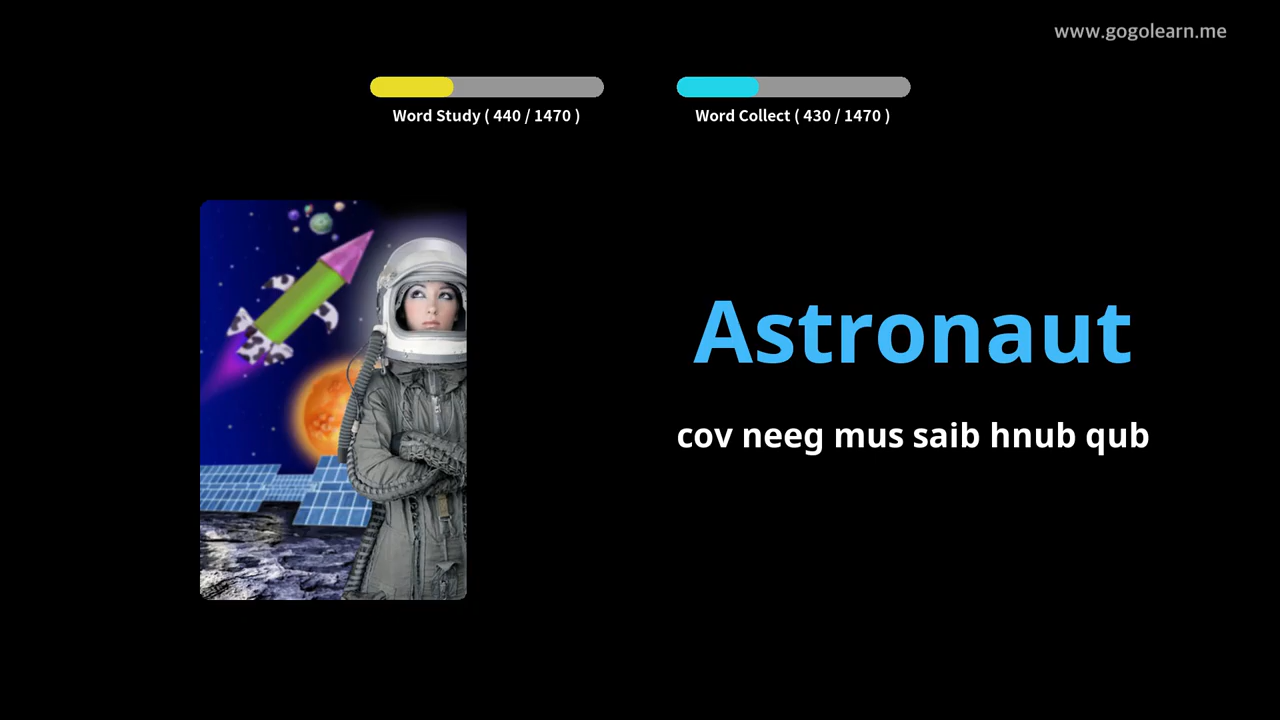 www.gogolearn.me
Word Study ( 440 / 1470 )
Word Collect ( 430 / 1470 )
Astronaut
cov neeg mus saib hnub qub